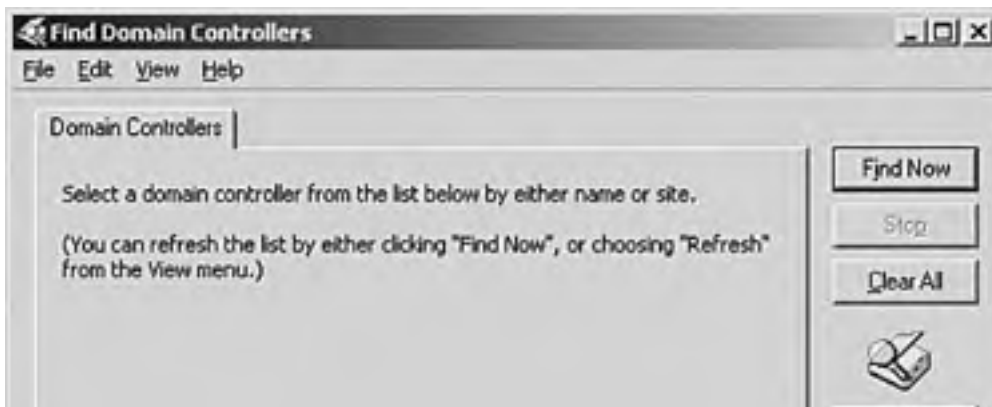 Find Domain Controllers
File Edit View Help
Domain Controllers
Select a domain controller from the list below by either name or site.
(You can refresh the list by either clicking "Find Now", or choosing "Refresh"
from the View menu.)
Find Now
Stop
Clear All